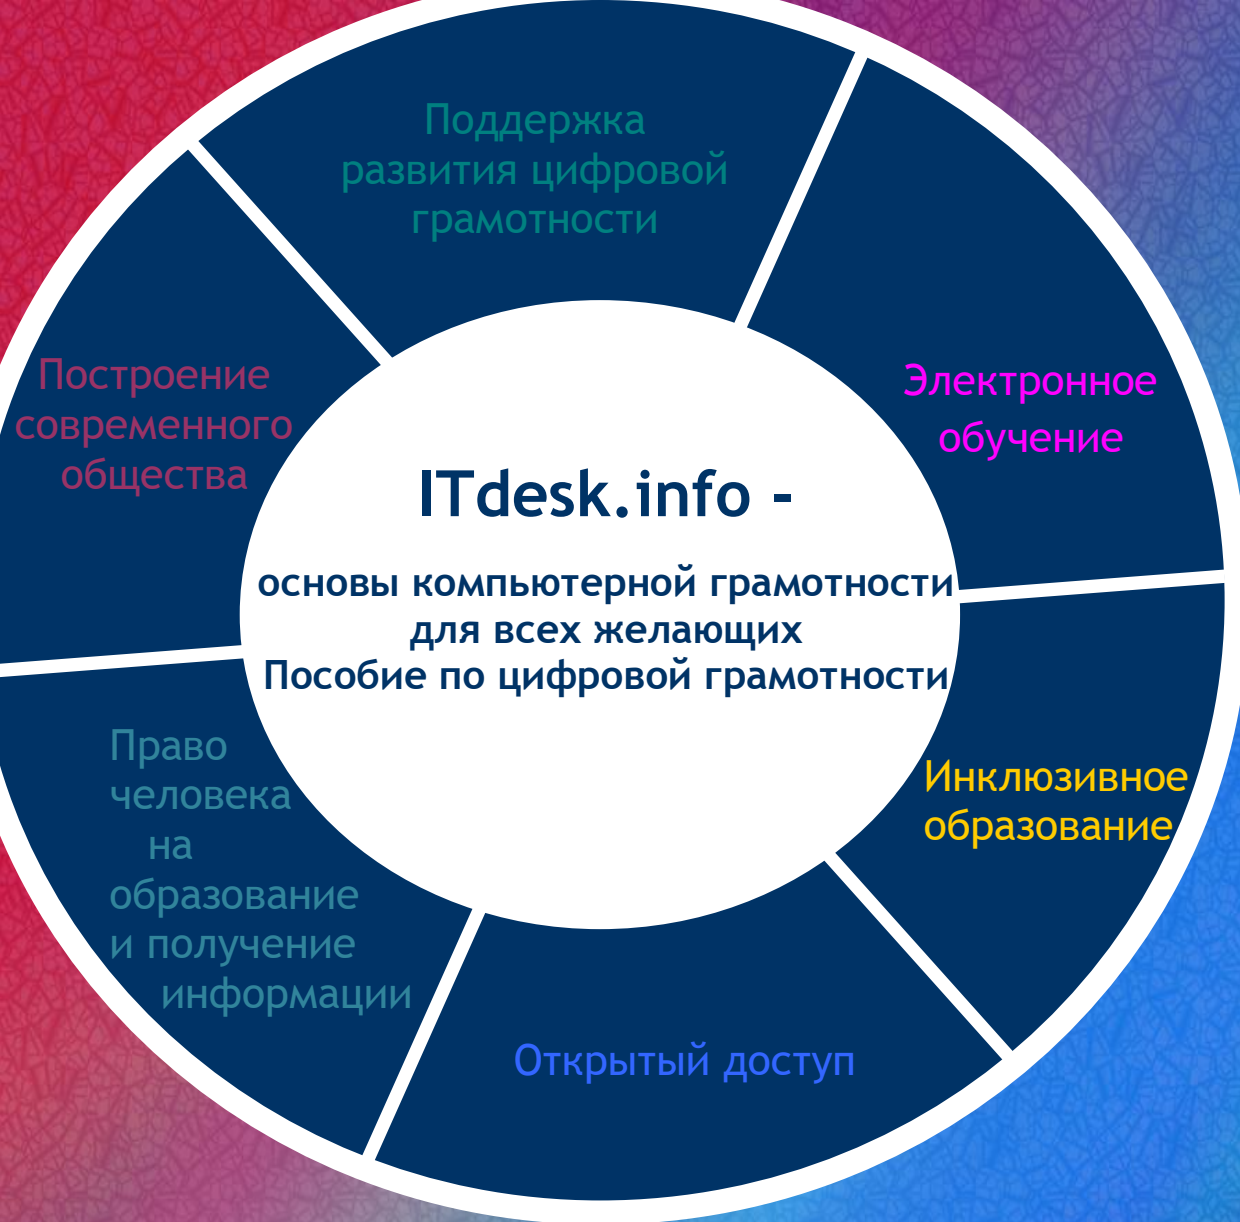 Поддержка
развития цифровой
грамотности
Электронное
обучение
Построение
современного
общества
ITdesk.info -
основы компьютерной грамотности
для всех желающих
Пособие по цифровой грамотности
Инклюзивное
образование
Право
человека
на
образование
и получение
информации
Открытый доступ